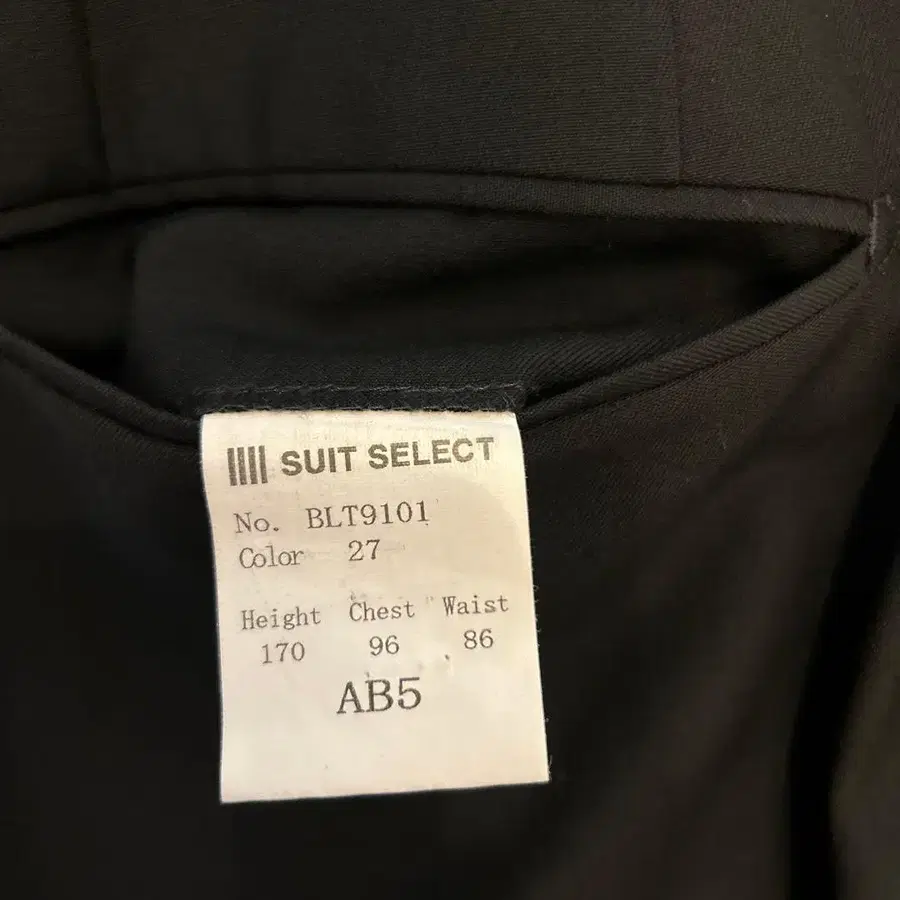 SUIT SELECT
No. BLT9101
Color 27
Height Chest Waist
170 96 86
AB5